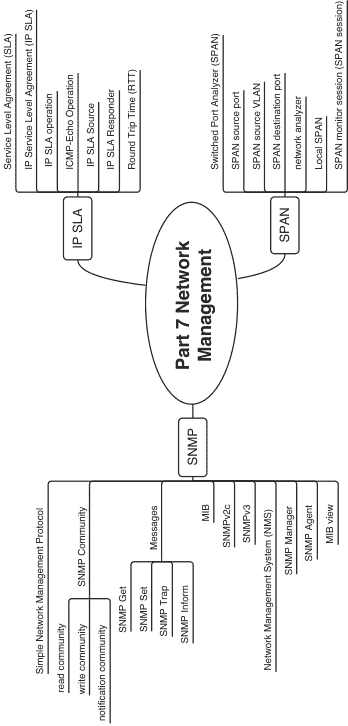 Part 7 Network
Management
IP SLA
Service Level Agreement (SLA)
IP Service Level Agreement (IP SLA)
IP SLA operation
ICMP-Echo Operation
IP SLA Source
IP SLA Responder
Round Trip Time (RTT)
SPAN
Switched Port Analyzer (SPAN)
SPAN source port
SPAN source VLAN
SPAN destination port
network analyzer
Local SPAN
SPAN monitor session (SPAN session)
SNMP
Simple Network Management Protocol
SNMP Community
read community
write community
notification community
Messages
SNMP Get
SNMP Set
SNMP Trap
SNMP Inform
MIB
SNMPv2c
SNMPv3
Network Management System (NMS)
SNMP Manager
SNMP Agent
MIB view